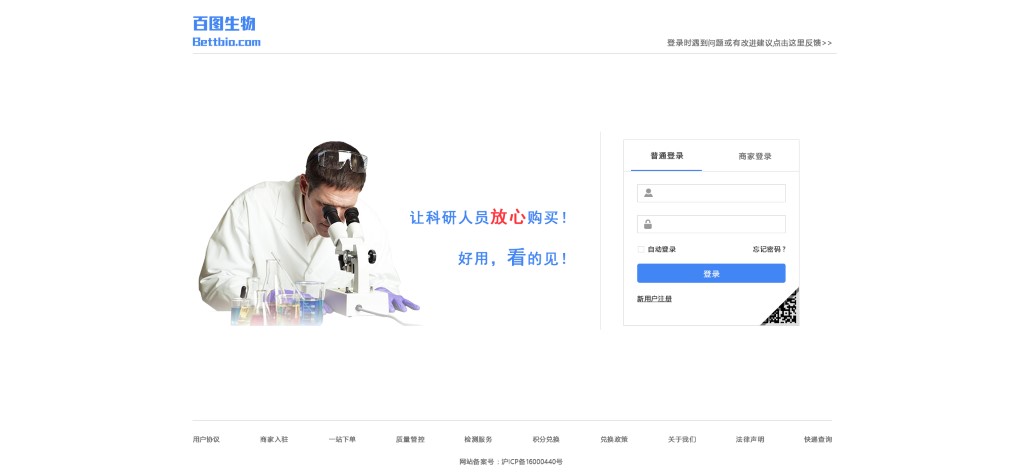 百图生物
Bettbio.com
登录时遇到问题或有改进建议点击这里反馈>>
普通登录
商家登录
让科研人员放心购买！
好用，看的见！
自动登录
忘记密码？
登录
新用户注册
用户协议
商家入驻
一站下单
质量管控
检测服务
积分兑换
兑换政策
关于我们
法律声明
快递查询
网站备案号：沪ICP备16000440号